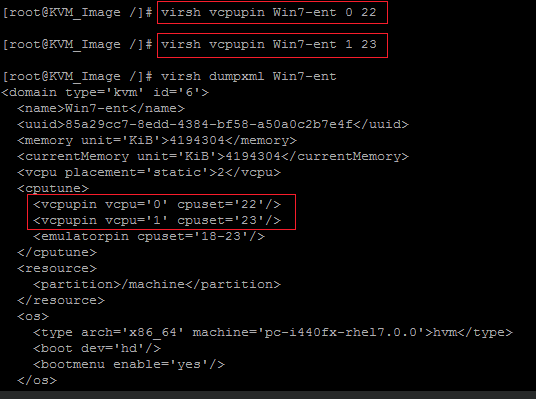 [root@KVM_Image /]# virsh vcpupin Win7-ent 0 22
[root@KVM_Image /]# virsh vcpupin Win7-ent 1 23
[root@KVM_Image /]# virsh dumpxml Win7-ent
<domain type='kvm' id='6'>
  <name>Win7-ent</name>
  <uuid>85a29cc7-8edd-4384-bf58-a50a0c2b7e4f</uuid>
  <memory unit='KiB'>4194304</memory>
  <currentMemory unit='KiB'>4194304</currentMemory>
  <vcpu placement='static'>2</vcpu>
  <cputune>
    <vcpupin vcpu='0' cpuset='22'/>
    <vcpupin vcpu='1' cpuset='23'/>
    <emulatorpin cpuset='18-23'/>
  </cputune>
  <resource>
    <partition>/machine</partition>
  </resource>
  <os>
    <type arch='x86_64' machine='pc-i440fx-rhel7.0.0'>hvm</type>
    <boot dev='hd'/>
    <bootmenu enable='yes'/>
  </os>